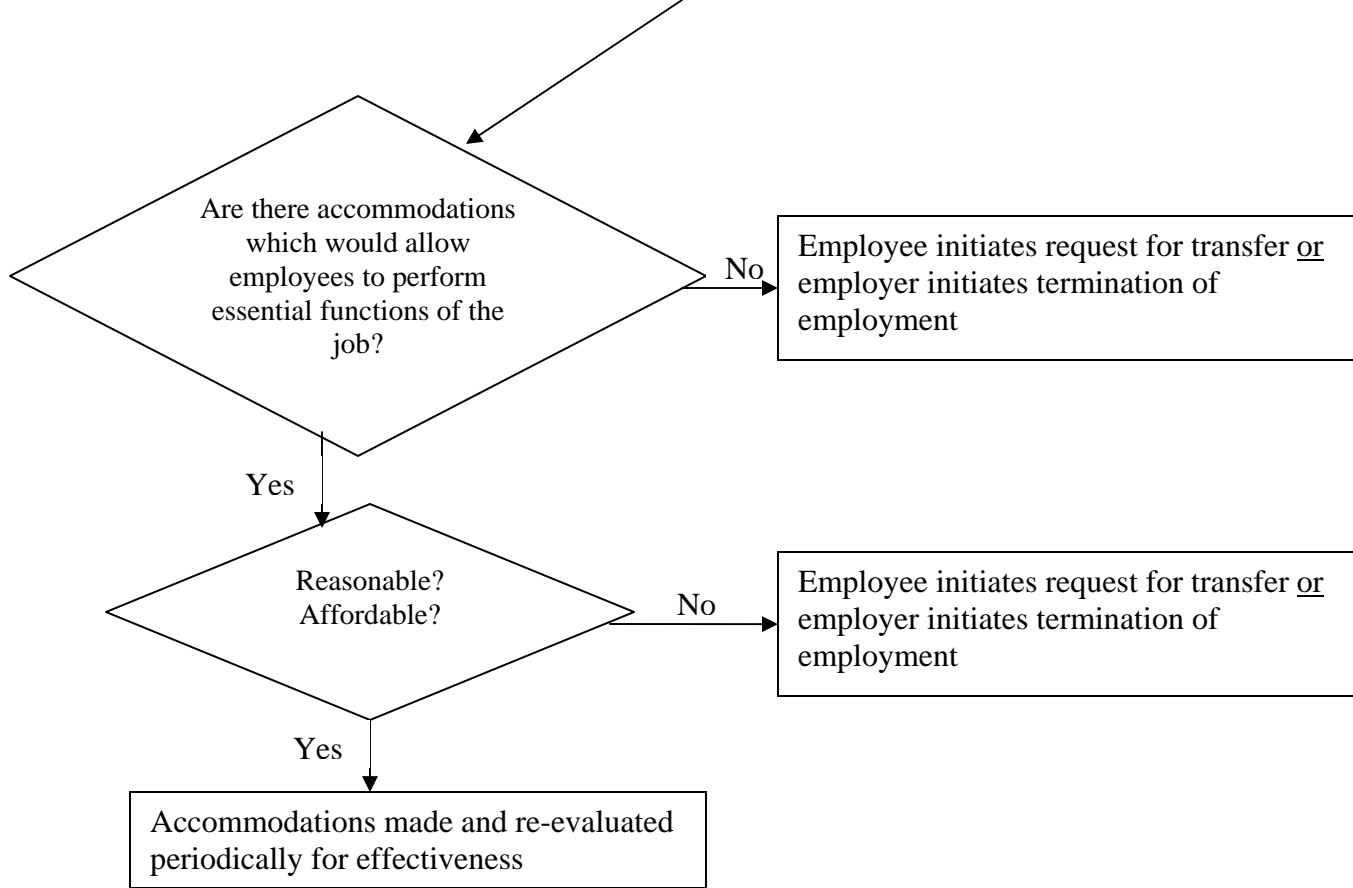 Are there accommodations
which would allow
employees to perform
essential functions of the
job?
No
Employee initiates request for transfer or
employer initiates termination of
employment
Yes
Reasonable?
Affordable?
No
Employee initiates request for transfer or
employer initiates termination of
employment
Yes
Accommodations made and re-evaluated
periodically for effectiveness